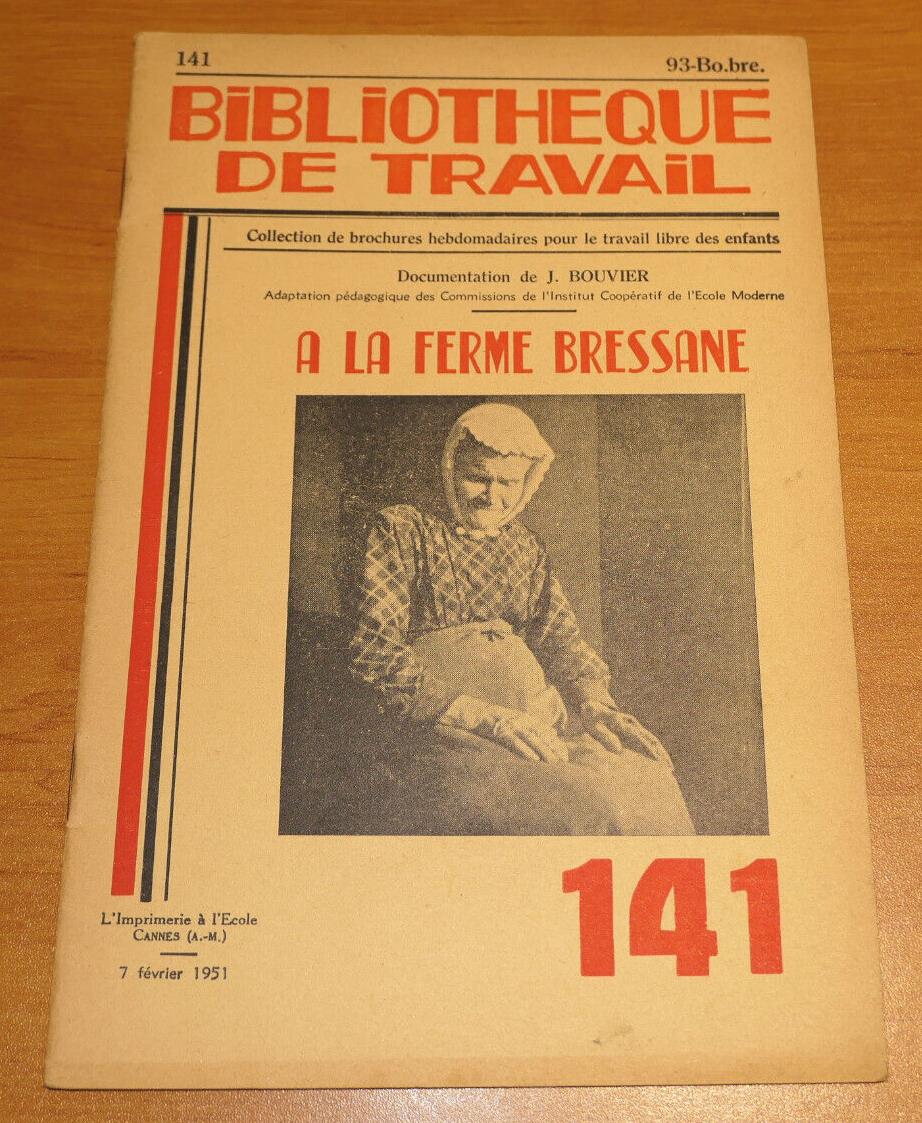 141 93-Bo.bre.
BiBLiOTHEQUE
DE TRAVAiL
Collection de brochures hebdomadaires pour le travail libre des enfants
Documentation de J. BOUVIER
Adaptation pédagogique des Commissions de l'Institut Coopératif de l'Ecole Moderne
A LA FERME BRESSANE
141
L'Imprimerie à l'Ecole
CANNES (A.-M.)
7 février 1951